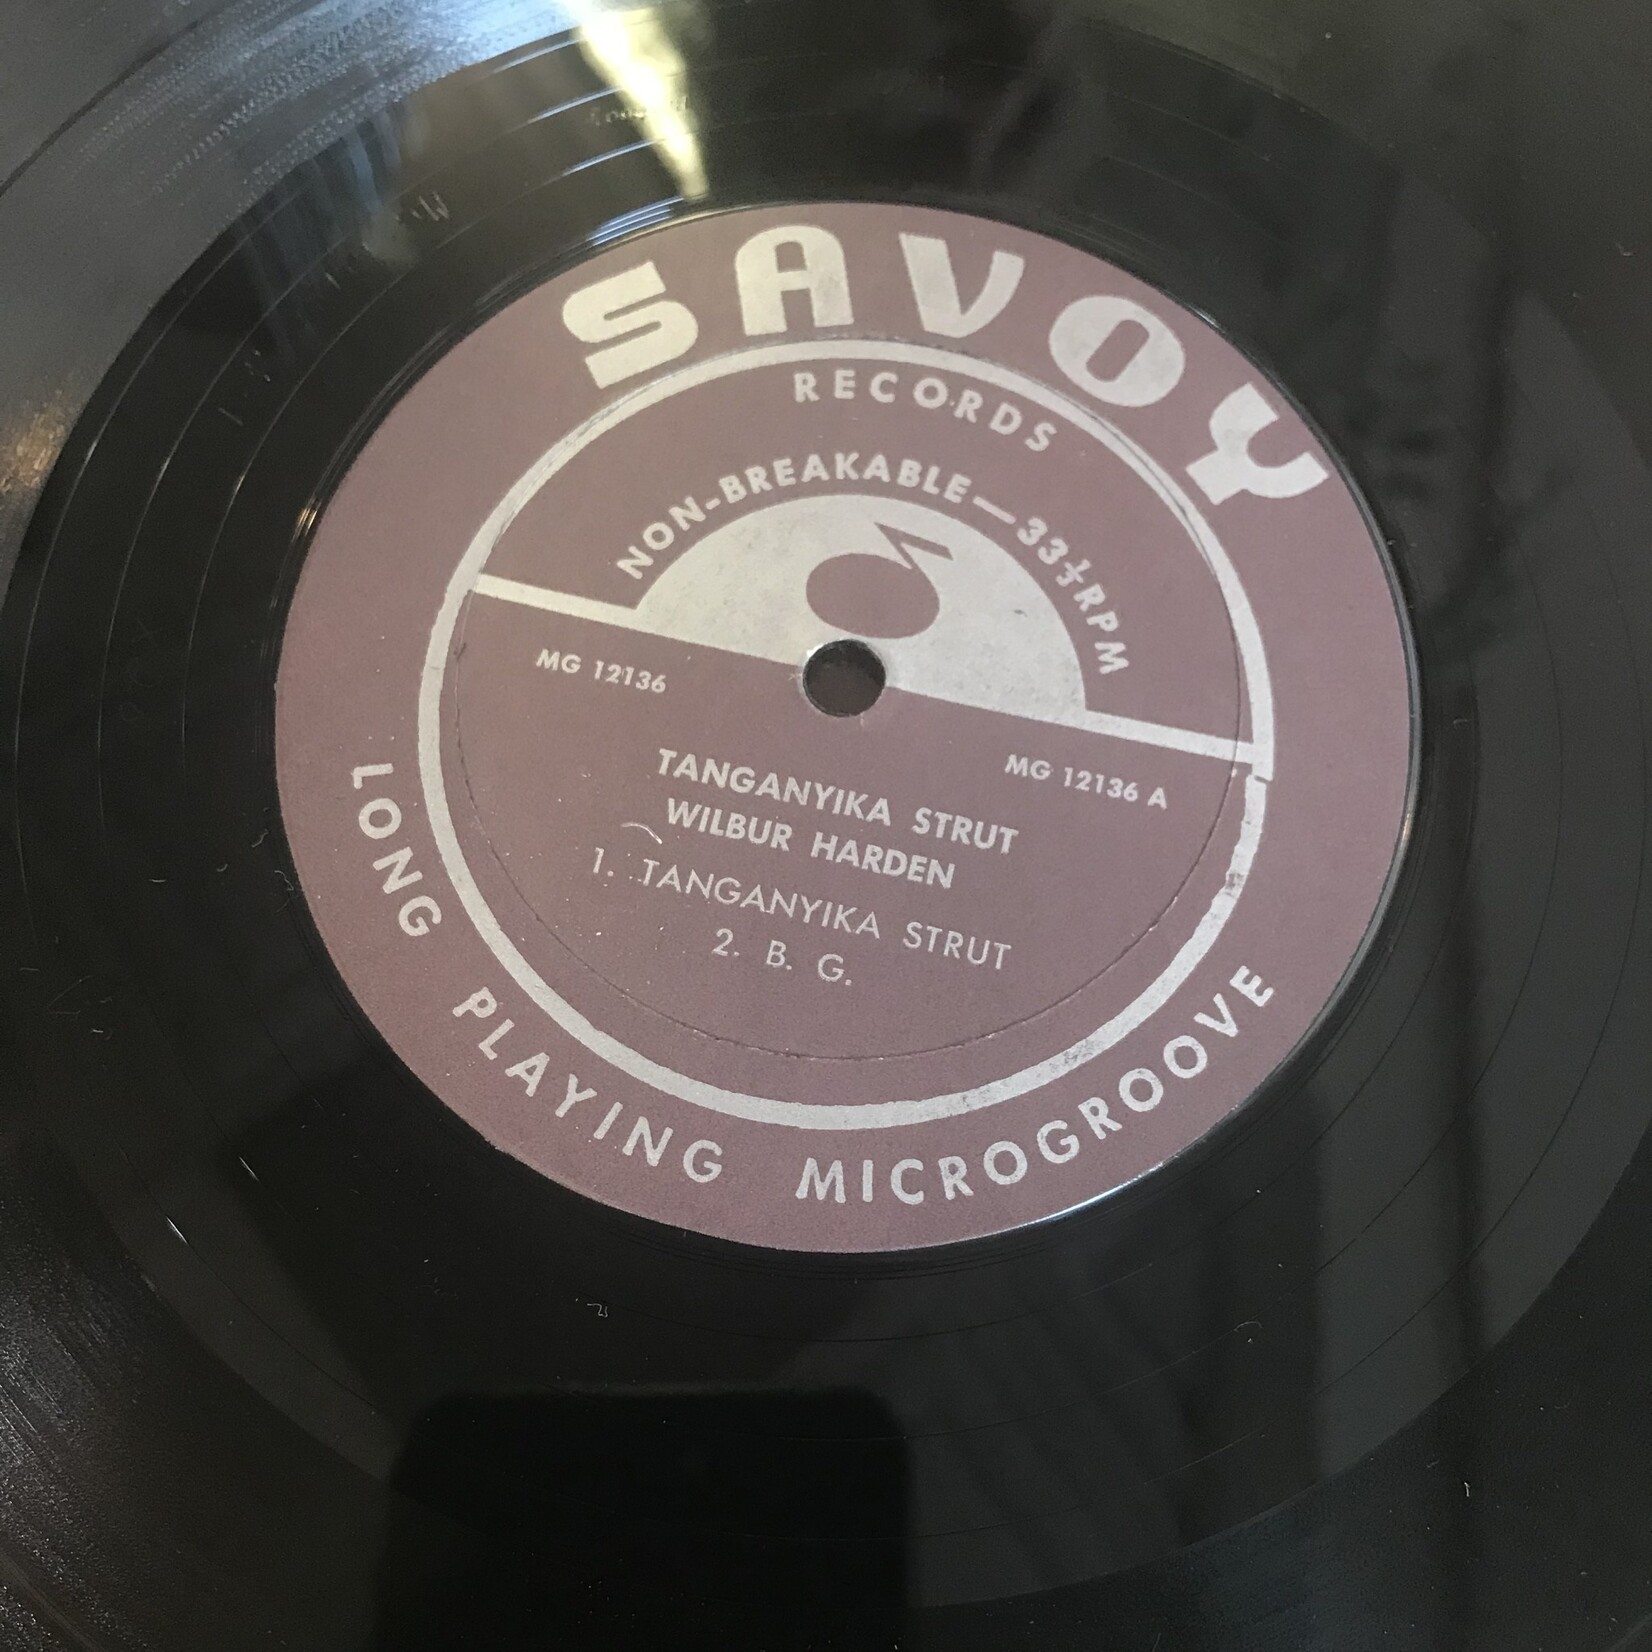 SAVOY
RECORDS
NON-BREAKABLE—33⅓RPM
MG 12136
MG 12136 A
TANGANYIKA STRUT
WILBUR HARDEN
1. TANGANYIKA STRUT
2. B. G.
LONG PLAYING MICROGROOVE